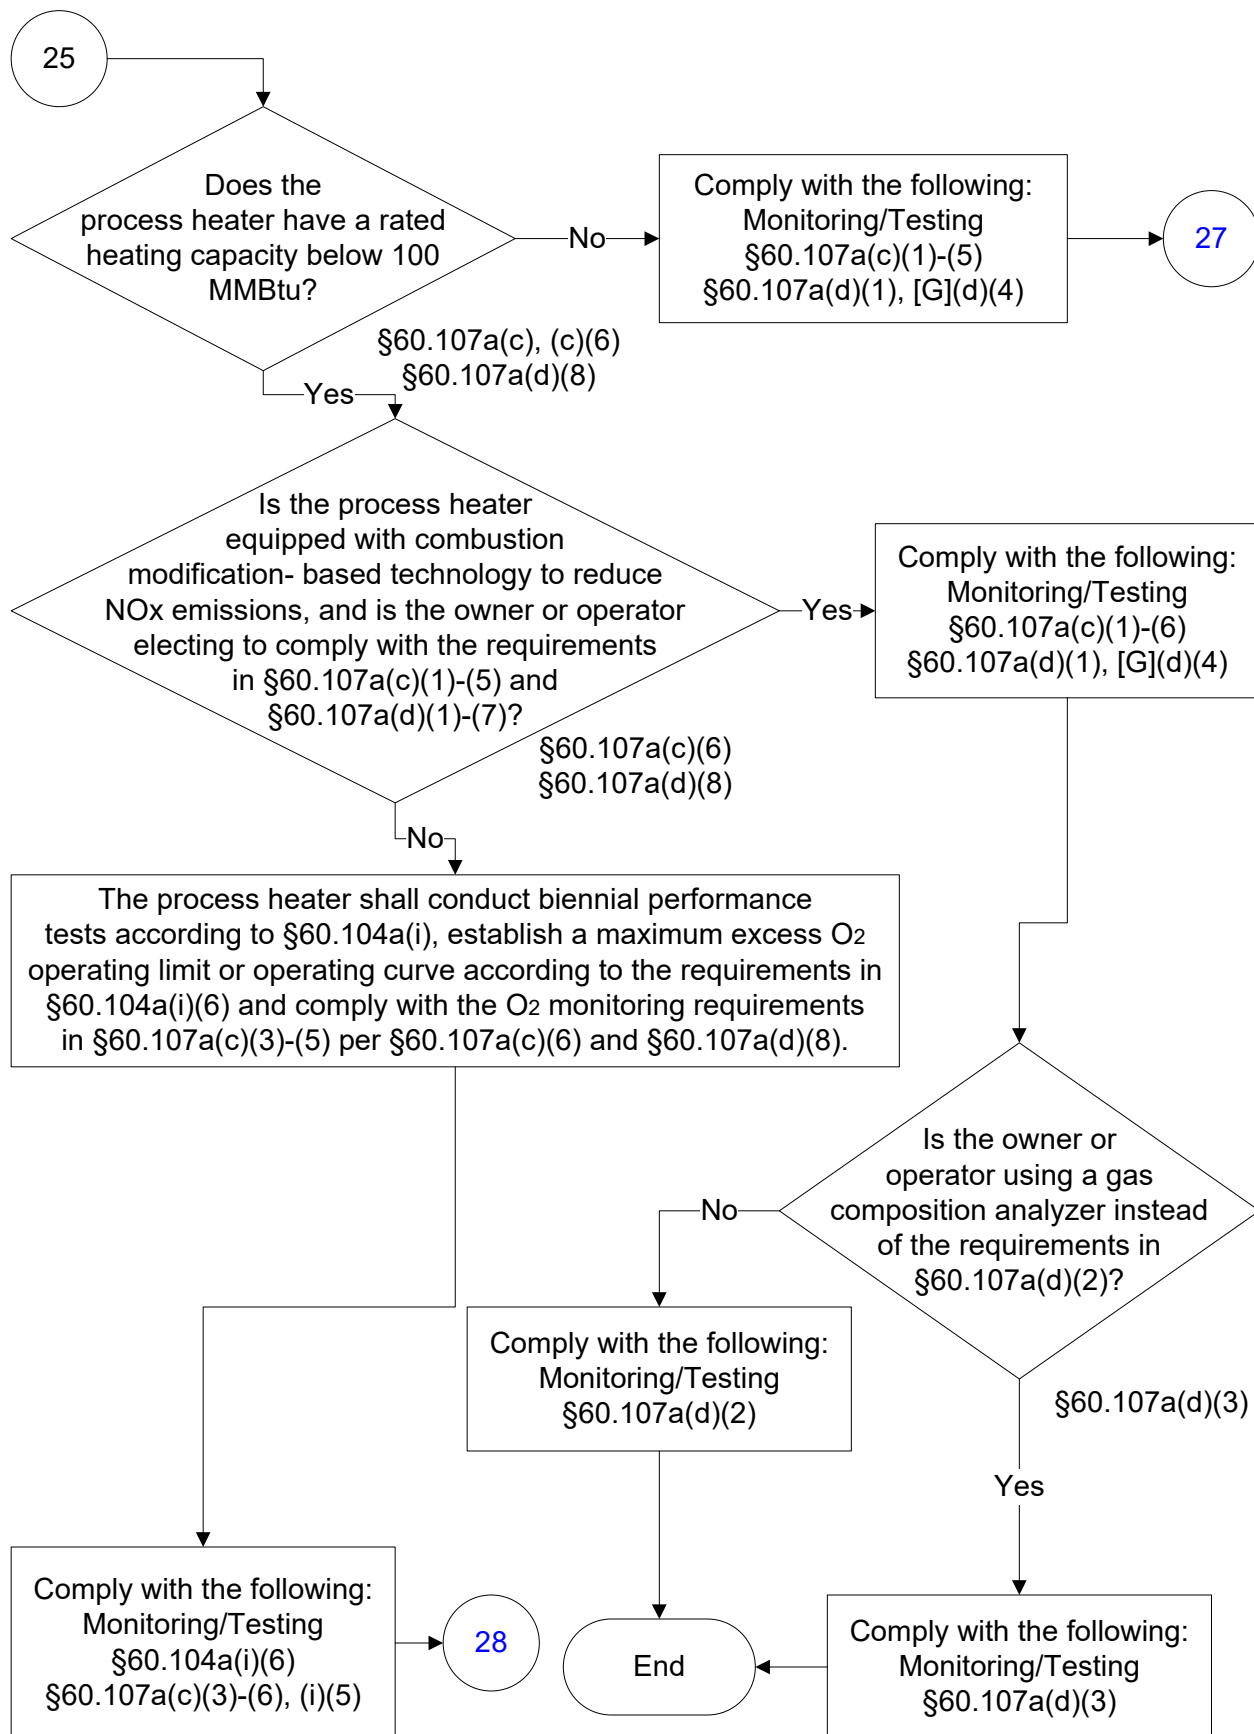 25
Does the
process heater have a rated
heating capacity below 100
MMBtu?
No
Comply with the following:
Monitoring/Testing
§60.107a(c)(1)-(5)
§60.107a(d)(1), [G](d)(4)
27
§60.107a(c), (c)(6)
§60.107a(d)(8)
Yes
Is the process heater
equipped with combustion
modification- based technology to reduce
NOx emissions, and is the owner or operator
electing to comply with the requirements
in §60.107a(c)(1)-(5) and
§60.107a(d)(1)-(7)?
Yes
Comply with the following:
Monitoring/Testing
§60.107a(c)(1)-(6)
§60.107a(d)(1), [G](d)(4)
§60.107a(c)(6)
§60.107a(d)(8)
No
The process heater shall conduct biennial performance
tests according to §60.104a(i), establish a maximum excess O2
operating limit or operating curve according to the requirements in
§60.104a(i)(6) and comply with the O2 monitoring requirements
in §60.107a(c)(3)-(5) per §60.107a(c)(6) and §60.107a(d)(8).
Is the owner or
operator using a gas
composition analyzer instead
of the requirements in
§60.107a(d)(2)?
No
Comply with the following:
Monitoring/Testing
§60.107a(d)(2)
§60.107a(d)(3)
Yes
Comply with the following:
Monitoring/Testing
§60.104a(i)(6)
§60.107a(c)(3)-(6), (i)(5)
28
End
Comply with the following:
Monitoring/Testing
§60.107a(d)(3)